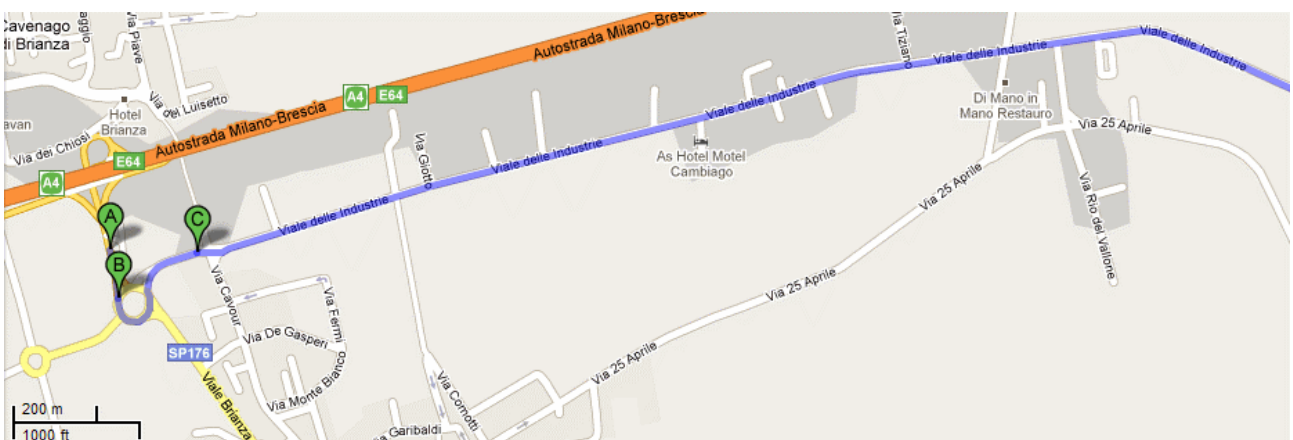 Cavenago
di Brianza
Via Piave
Via del Luisetto
Hotel
Brianza
Via dei Chiosi
E64
A4
Autostrada Milano-Brescia
A4
E64
Autostrada Milano-Brescia
Via Tiziano
Viale delle Industrie
Viale delle Industrie
Di Mano in
Mano Restauro
Via 25 Aprile
Viale delle Industrie
As Hotel Motel
Cambiago
Viale delle Industrie
Via Giotto
Via 25 Aprile
Via Rio del Vallone
A
C
B
Viale delle Industrie
Via Cavour
Via Fermi
Via 25 Aprile
Via De Gasperi
SP176
Via Monte Bianco
Viale Brianza
Via 25 Aprile
Via Comotti
Garibaldi
200 m
1000 ft